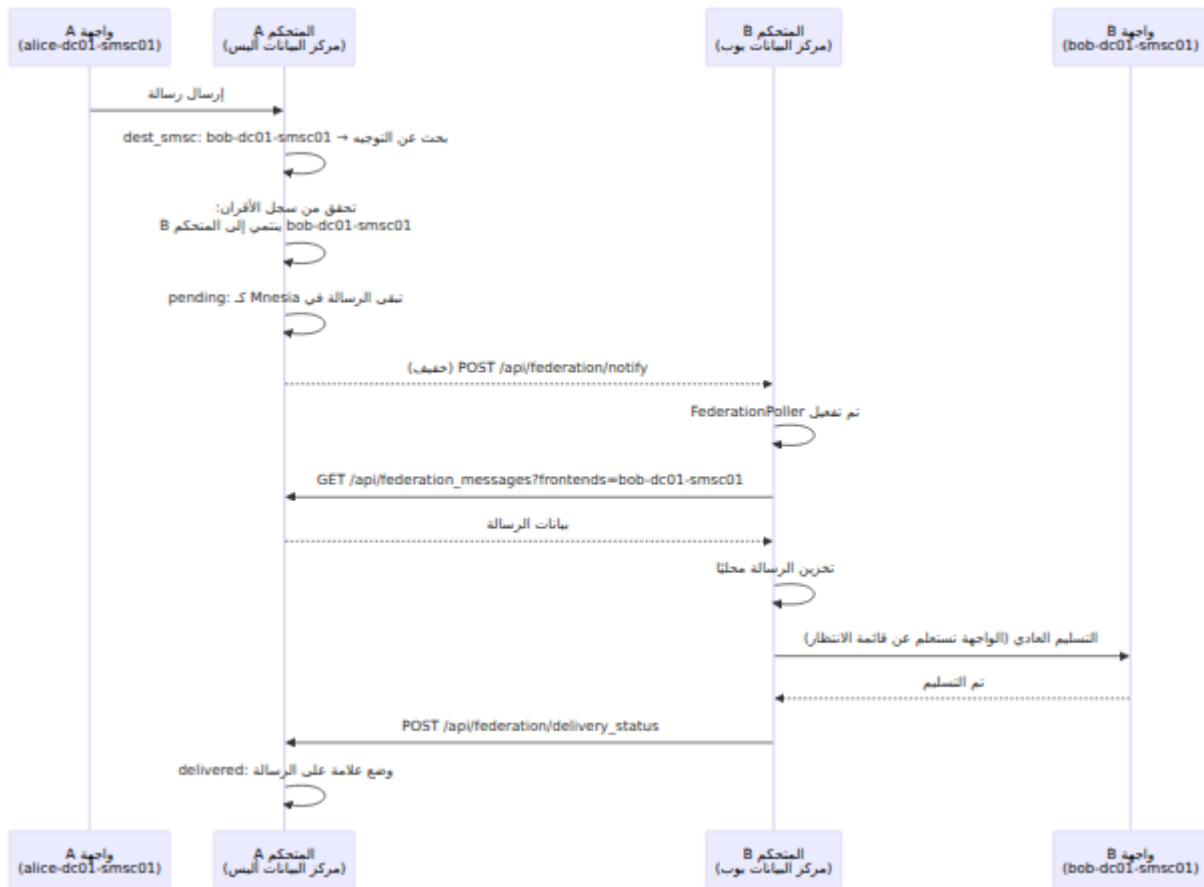 واجهة A
(alice-dc01-smsc01)
المتحكم A
(مركز البيانات أليس)
المتحكم B
(مركز البيانات بوب)
واجهة B
(bob-dc01-smsc01)
إرسال رسالة
بحث عن التوجيه → dest_smsc: bob-dc01-smsc01
تحقق من سجل الأقران:
bob-dc01-smsc01 ينتمي إلى المتحكم B
تبقى الرسالة في Mnesia كـ :pending
POST /api/federation/notify (خفيف)
تم تفعيل FederationPoller
GET /api/federation_messages?frontends=bob-dc01-smsc01
بيانات الرسالة
تخزين الرسالة محليًا
التسليم العادي (الواجهة تستعلم عن قائمة الانتظار)
تم التسليم
POST /api/federation/delivery_status
وضع علامة على الرسالة :delivered
واجهة A
(alice-dc01-smsc01)
المتحكم A
(مركز البيانات أليس)
المتحكم B
(مركز البيانات بوب)
واجهة B
(bob-dc01-smsc01)